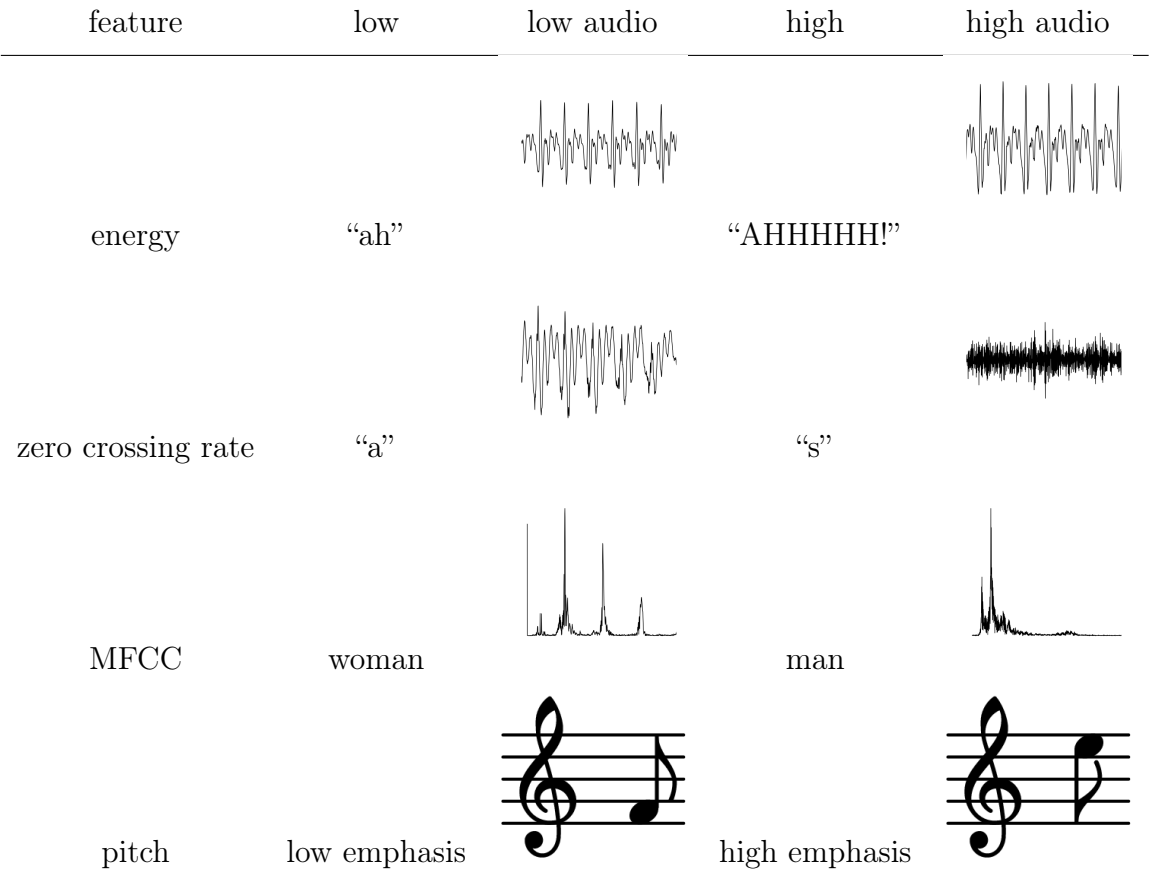 feature low low audio high high audio
energy “ah” “AHHHHH!”
zero crossing rate “a” “s”
MFCC woman man
pitch low emphasis high emphasis